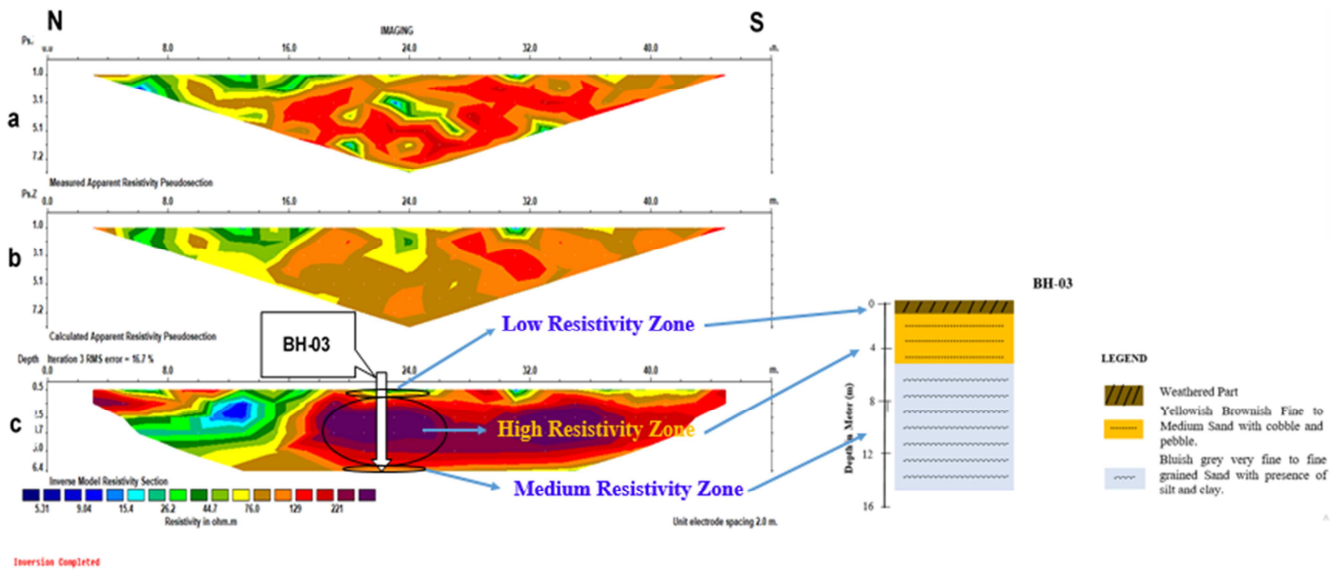 N
S
IMAGING
Ps.
8.0 16.0 24.0 32.0 40.0 m.
1.0
3.1
5.1
7.2
a
Measured Apparent Resistivity Pseudosection
Ps.Z 0.0 8.0 16.0 24.0 32.0 40.0 m.
1.0
3.1
5.1
7.2
b
Calculated Apparent Resistivity Pseudosection
BH-03
Depth Iteration 3 RMS error = 16.7 %
0.0 8.0 16.0 24.0 32.0 40.0 m.
0.5
6.4
c
Low Resistivity Zone
High Resistivity Zone
Medium Resistivity Zone
Inverse Model Resistivity Section
5.31 9.04 15.4 26.2 44.7 76.0 129 221
Resistivity in ohm.m
Unit electrode spacing 2.0 m.
Inversion Completed
BH-03
0
4
8
12
16
Depth in Meter (m)
LEGEND
Weathered Part
Yellowish Brownish Fine to
Medium Sand with cobble and
pebble.
Bluish grey very fine to fine
grained Sand with presence of
silt and clay.